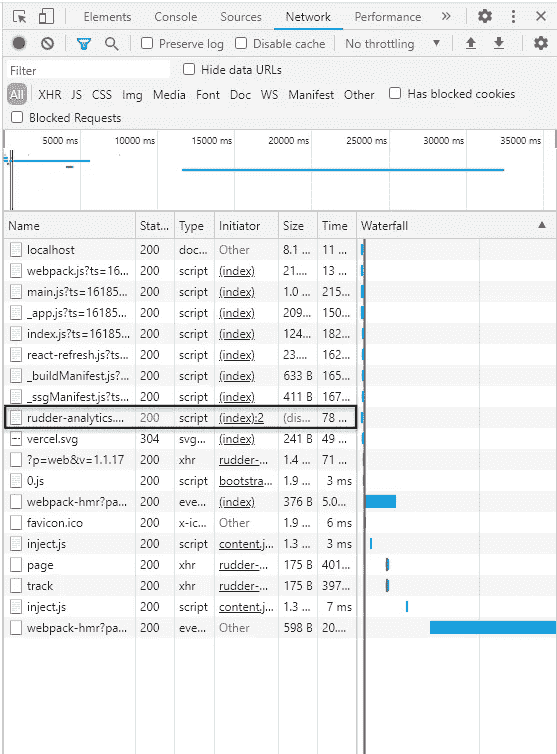 Elements Console Sources Network Performance »
Preserve log Disable cache No throttling
Filter Hide data URLs
All XHR JS CSS Img Media Font Doc WS Manifest Other Has blocked cookies
Blocked Requests
5000 ms 10000 ms 15000 ms 20000 ms 25000 ms 30000 ms 35000 ms
Name Stat... Type Initiator Size Time Waterfall
localhost 200 doc... Other 8.1 ... 11 ...
webpack.js?ts=16... 200 script (index) 21.... 13 ...
main.js?ts=16185... 200 script (index) 1.0 ... 215...
_app.js?ts=16185... 200 script (index) 209... 150...
index.js?ts=16185... 200 script (index) 124... 182...
react-refresh.js?ts... 200 script (index) 23.... 162...
_buildManifest.js?... 200 script (index) 633 B 165...
_ssgManifest.js?ts... 200 script (index) 411 B 167...
rudder-analytics.... 200 script (index):2 (dis... 78 ...
vercel.svg 304 svg... (index) 241 B 49 ...
?p=web&v=1.1.17 200 xhr rudder-... 1.4 ... 71 ...
0.js 200 script bootstra... 1.9 ... 3 ms
webpack-hmr?pa... 200 eve... (index) 376 B 5.0...
favicon.ico 200 x-ic... Other 1.9 ... 6 ms
inject.js 200 script content.j... 1.3 ... 3 ms
page 200 xhr rudder-... 175 B 401...
track 200 xhr rudder-... 175 B 397...
inject.js 200 script content.j... 1.3 ... 7 ms
webpack-hmr?pa... 200 eve... Other 598 B 20....